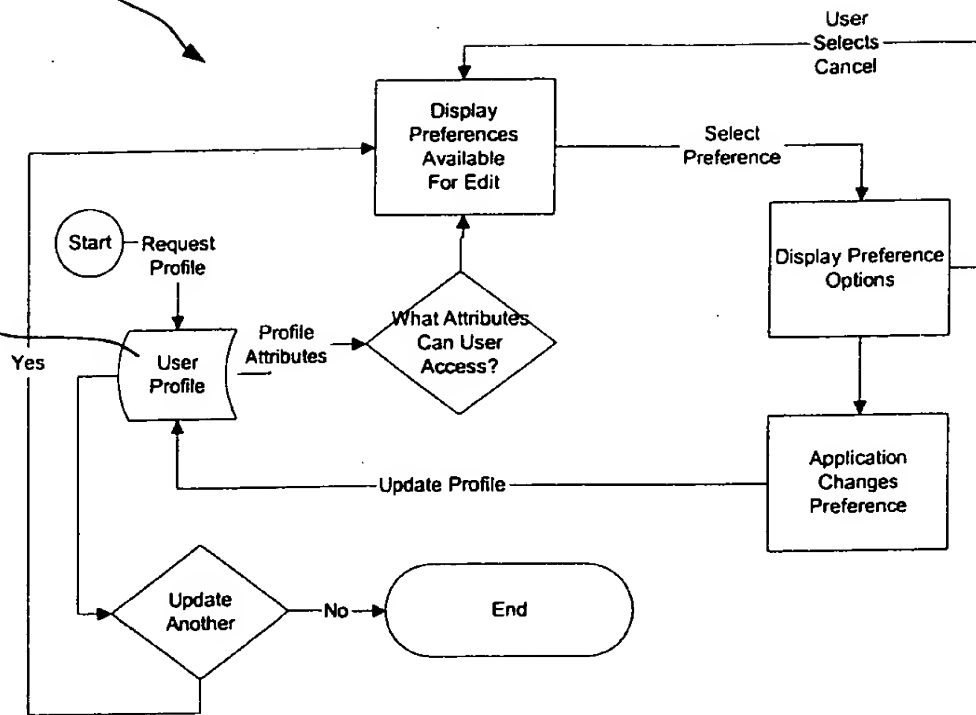 User
Selects
Cancel
Display
Preferences
Available
For Edit
Select
Preference
Start
Request
Profile
Display Preference
Options
What Attributes
Can User
Access?
Profile
Attributes
User
Profile
Yes
Application
Changes
Preference
Update Profile
Update
Another
No
End